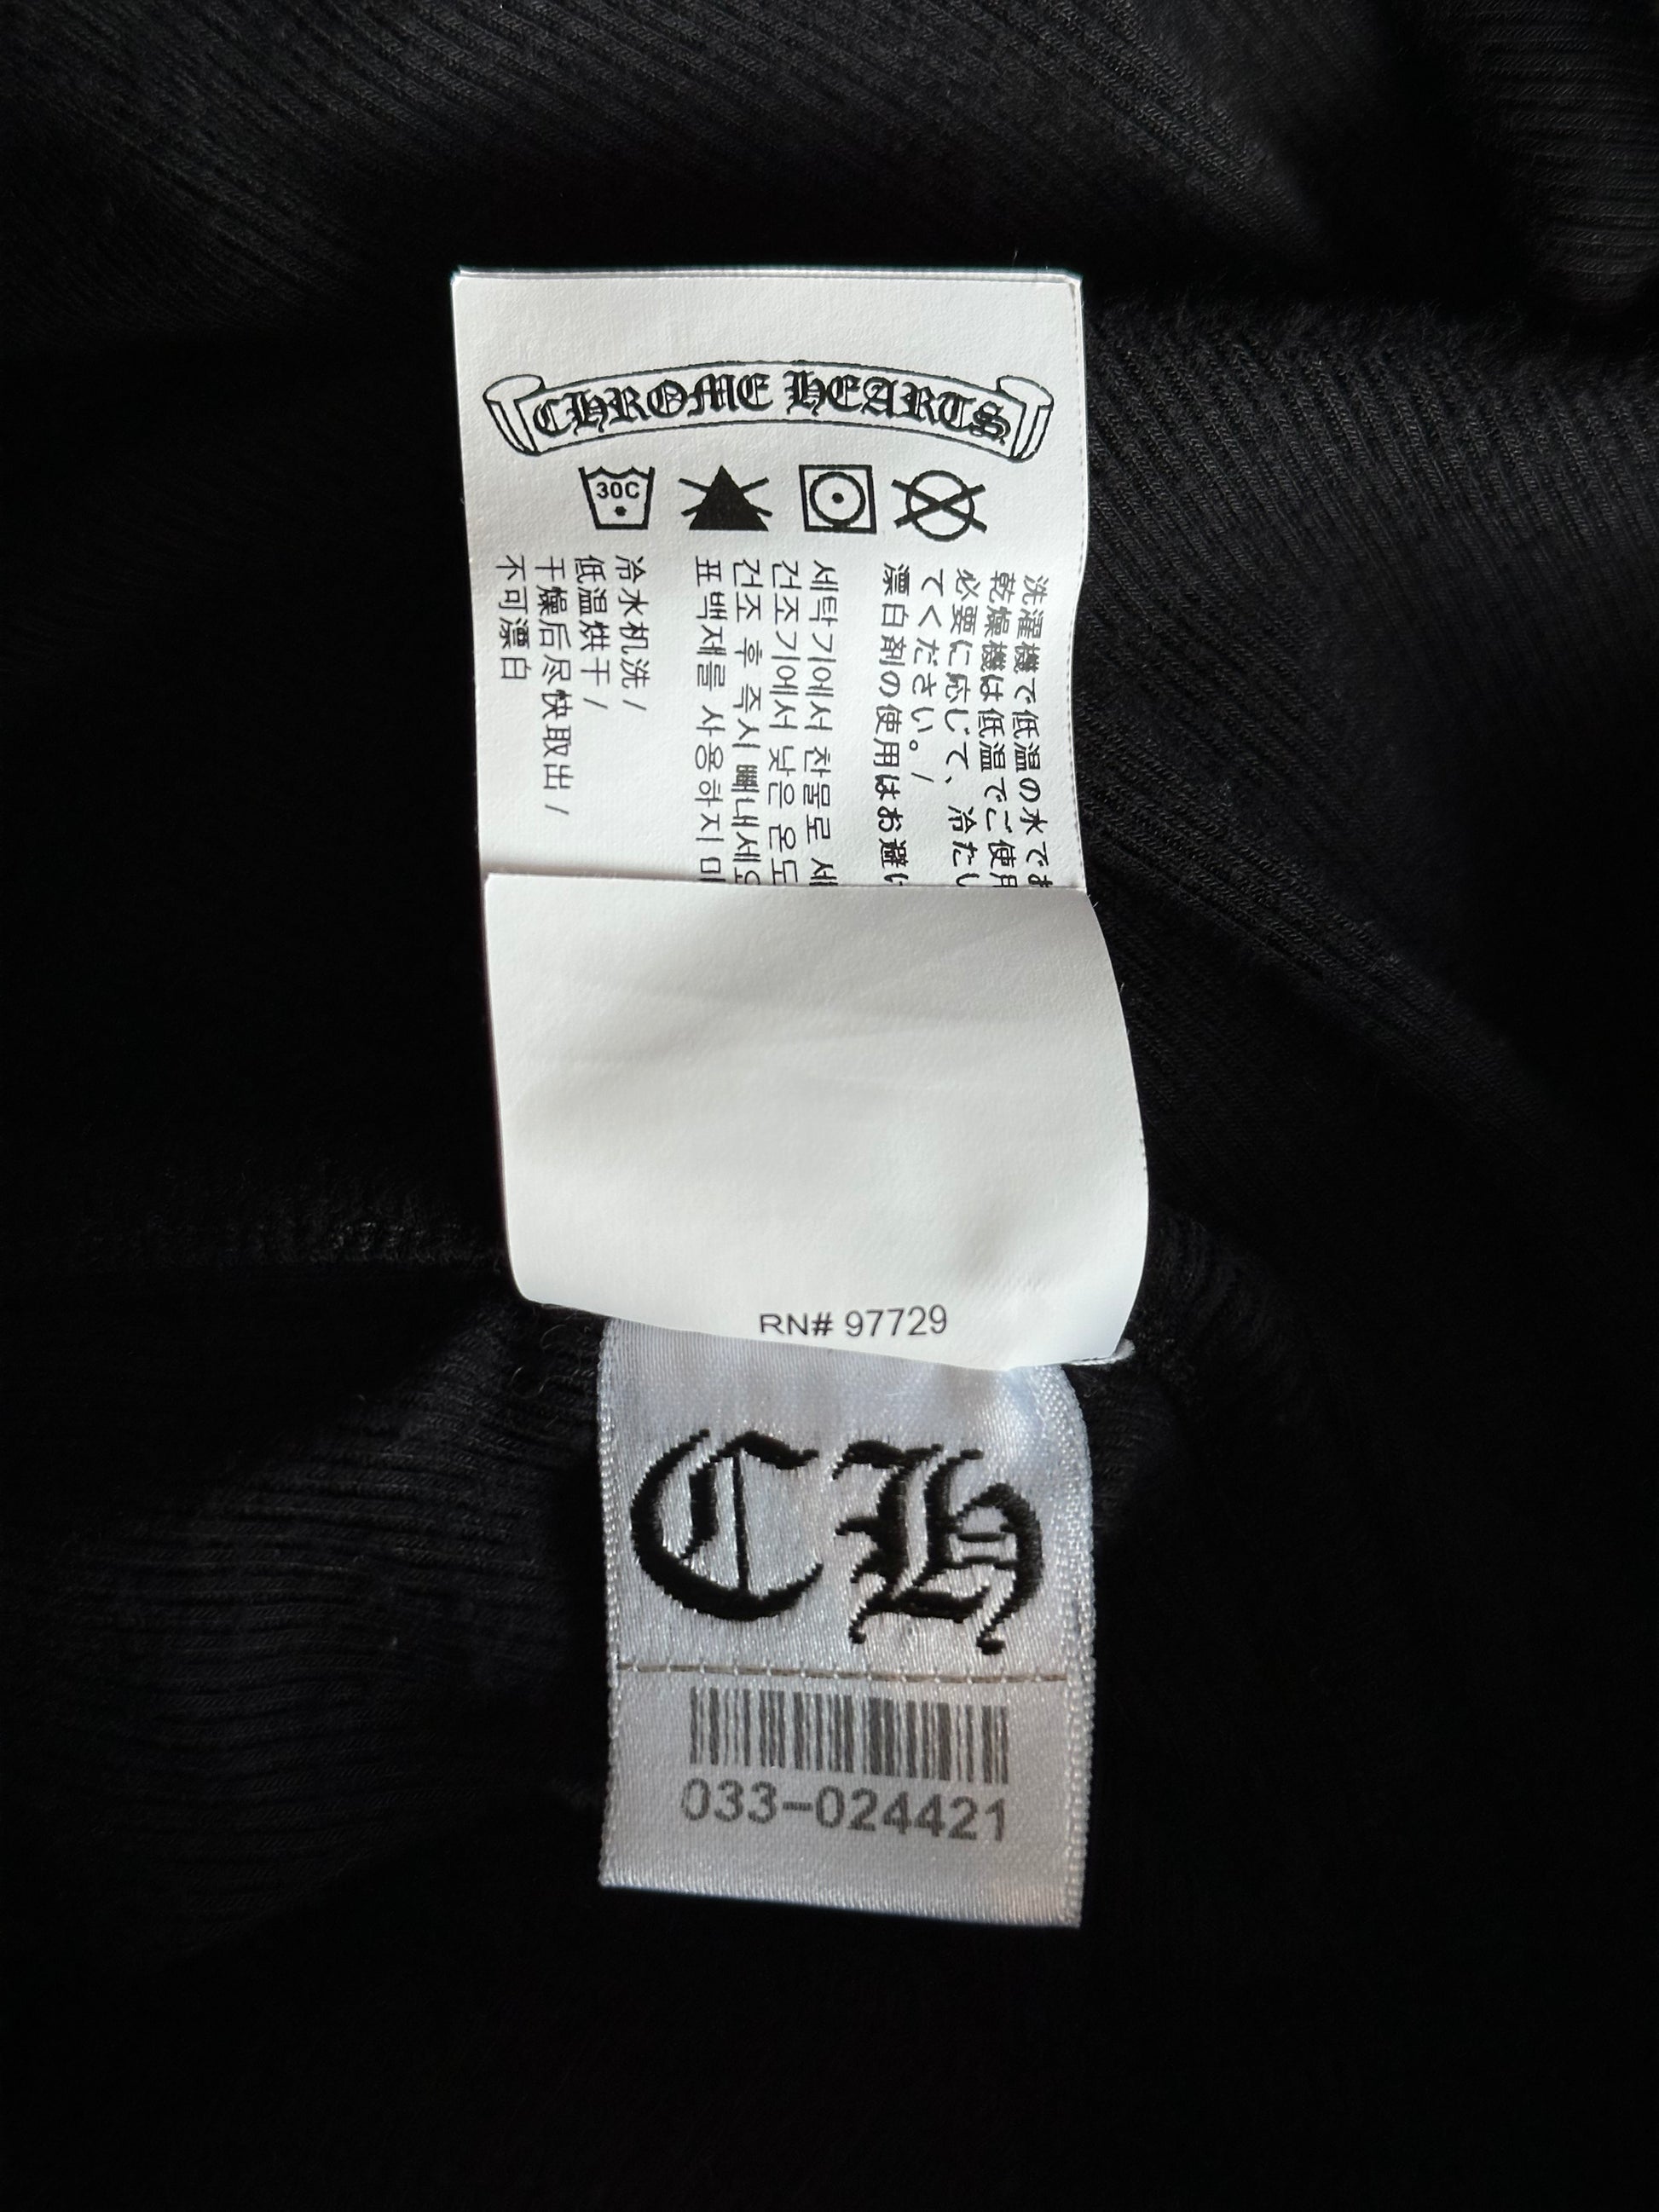 CHROME HEARTS
30C
冷水机洗 /
低温烘干 /
干燥后尽快取出 /
不可漂白
세탁기에서 찬물로
건조기에서 낮은 온도
건조 후 즉시 빼내세요
표백제를 사용하지
洗濯機で低温の水で
乾燥機は低温でご使用
必要に応じて、冷たし
てください。/
漂白剤の使用はお避け
RN# 97729
CH
033-024421